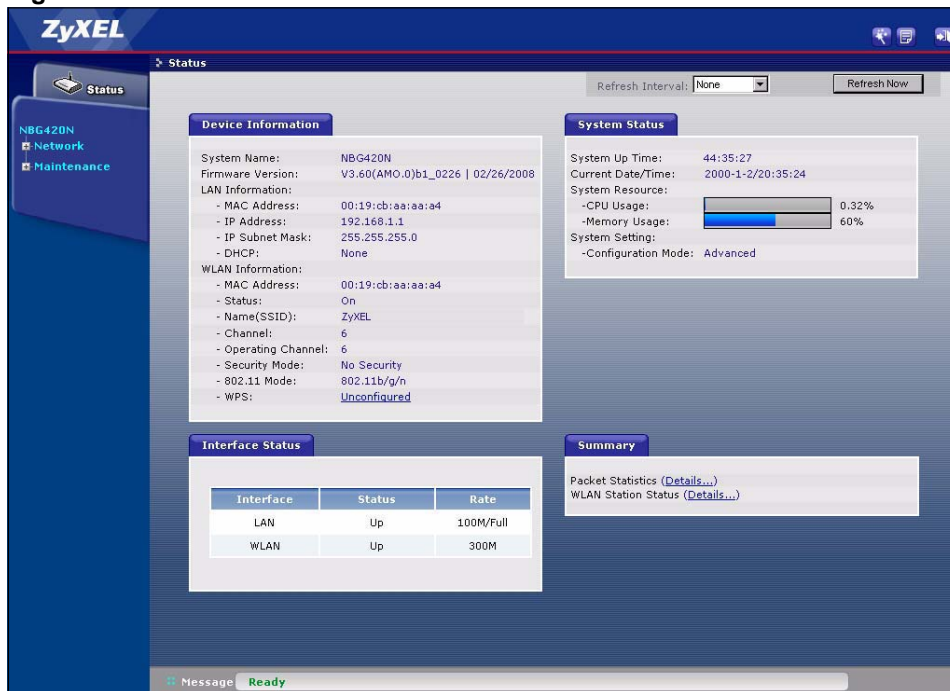 ZyXEL
Status
NBG420N
Network
Maintenance
Status
Refresh Interval: None
Refresh Now
Device Information
System Name: NBG420N
Firmware Version: V3.60(AMO.0)b1_0226 | 02/26/2008
LAN Information:
- MAC Address: 00:19:cb:aa:aa:a4
- IP Address: 192.168.1.1
- IP Subnet Mask: 255.255.255.0
- DHCP: None
WLAN Information:
- MAC Address: 00:19:cb:aa:aa:a4
- Status: On
- Name(SSID): ZyXEL
- Channel: 6
- Operating Channel: 6
- Security Mode: No Security
- 802.11 Mode: 802.11b/g/n
- WPS: Unconfigured
System Status
System Up Time: 44:35:27
Current Date/Time: 2000-1-2/20:35:24
System Resource:
-CPU Usage: 0.32%
-Memory Usage: 60%
System Setting:
-Configuration Mode: Advanced
Interface Status
Interface Status Rate
LAN Up 100M/Full
WLAN Up 300M
Summary
Packet Statistics (Details...)
WLAN Station Status (Details...)
Message Ready